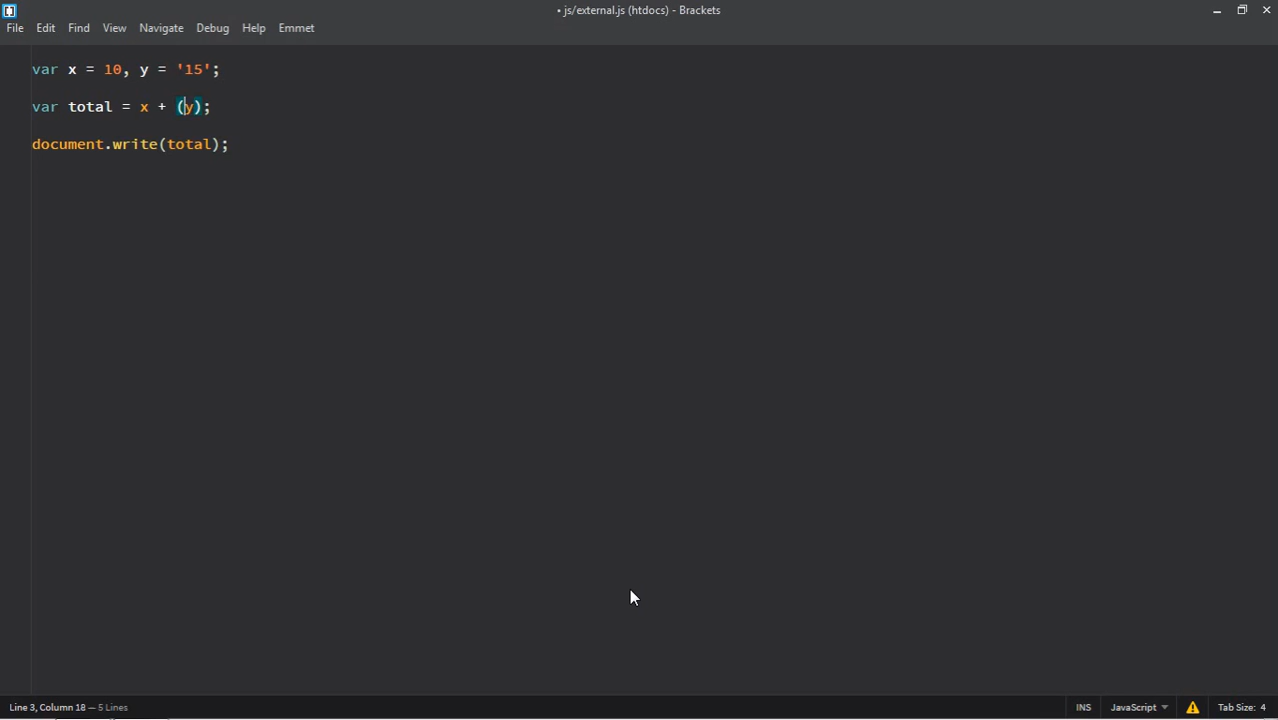 • js/external.js (htdocs) - Brackets
File Edit Find View Navigate Debug Help Emmet
var x = 10, y = '15';
var total = x + (y);
document.write(total);
Line 3, Column 18 — 5 Lines INS JavaScript Tab Size: 4